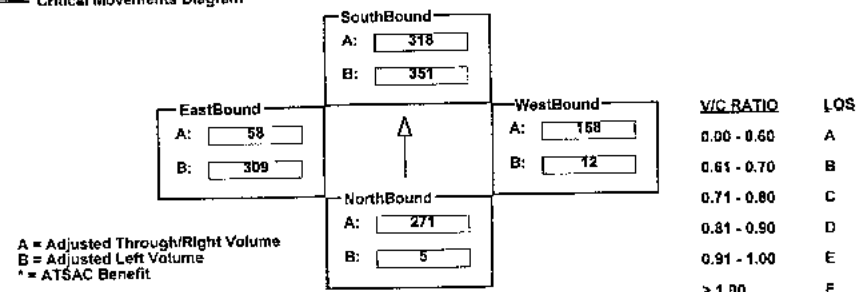 Critical Movements Diagram
SouthBound
A: 318
B: 351
EastBound
A: 58
B: 309
WestBound
A: 158
B: 12
NorthBound
A: 271
B: 5
A = Adjusted Through/Right Volume
B = Adjusted Left Volume
* = ATSAC Benefit
V/C RATIO LOS
0.00 - 0.60 A
0.61 - 0.70 B
0.71 - 0.80 C
0.81 - 0.90 D
0.91 - 1.00 E
> 1.00 F